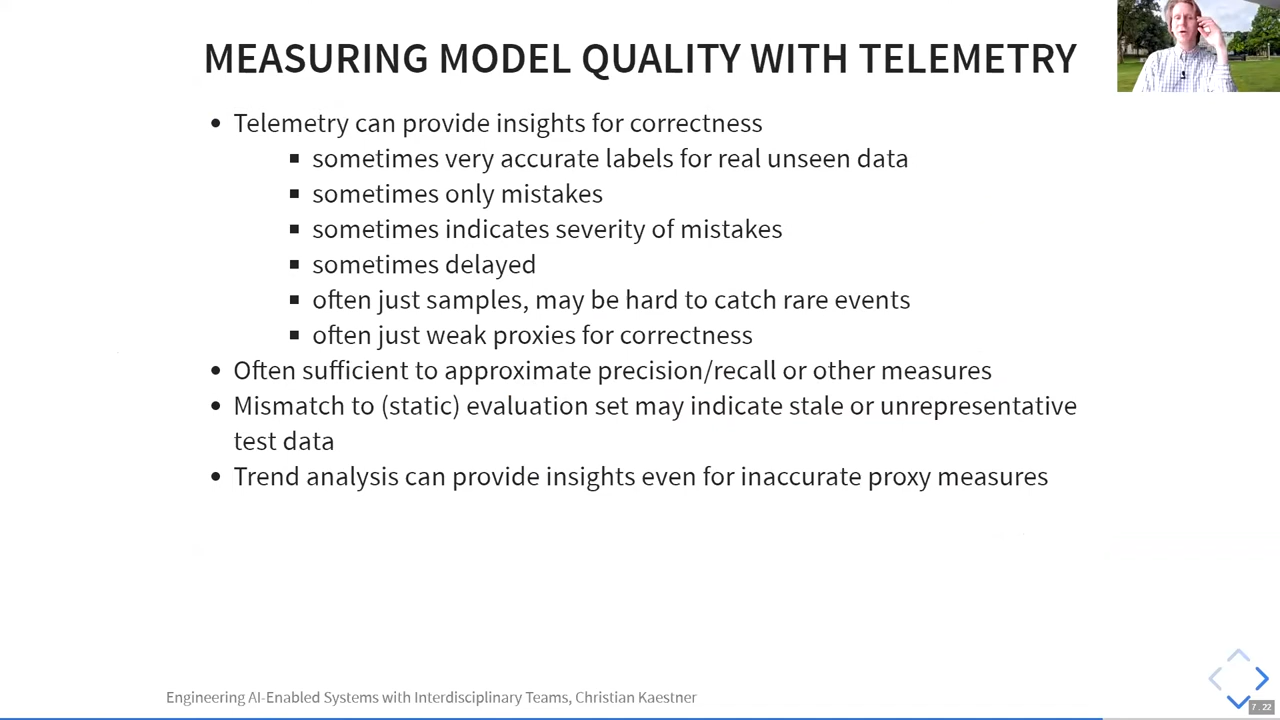 MEASURING MODEL QUALITY WITH TELEMETRY
Telemetry can provide insights for correctness
sometimes very accurate labels for real unseen data
sometimes only mistakes
sometimes indicates severity of mistakes
sometimes delayed
often just samples, may be hard to catch rare events
often just weak proxies for correctness
Often sufficient to approximate precision/recall or other measures
Mismatch to (static) evaluation set may indicate stale or unrepresentative
test data
Trend analysis can provide insights even for inaccurate proxy measures
Engineering AI-Enabled Systems with Interdisciplinary Teams, Christian Kaestner
7 . 22